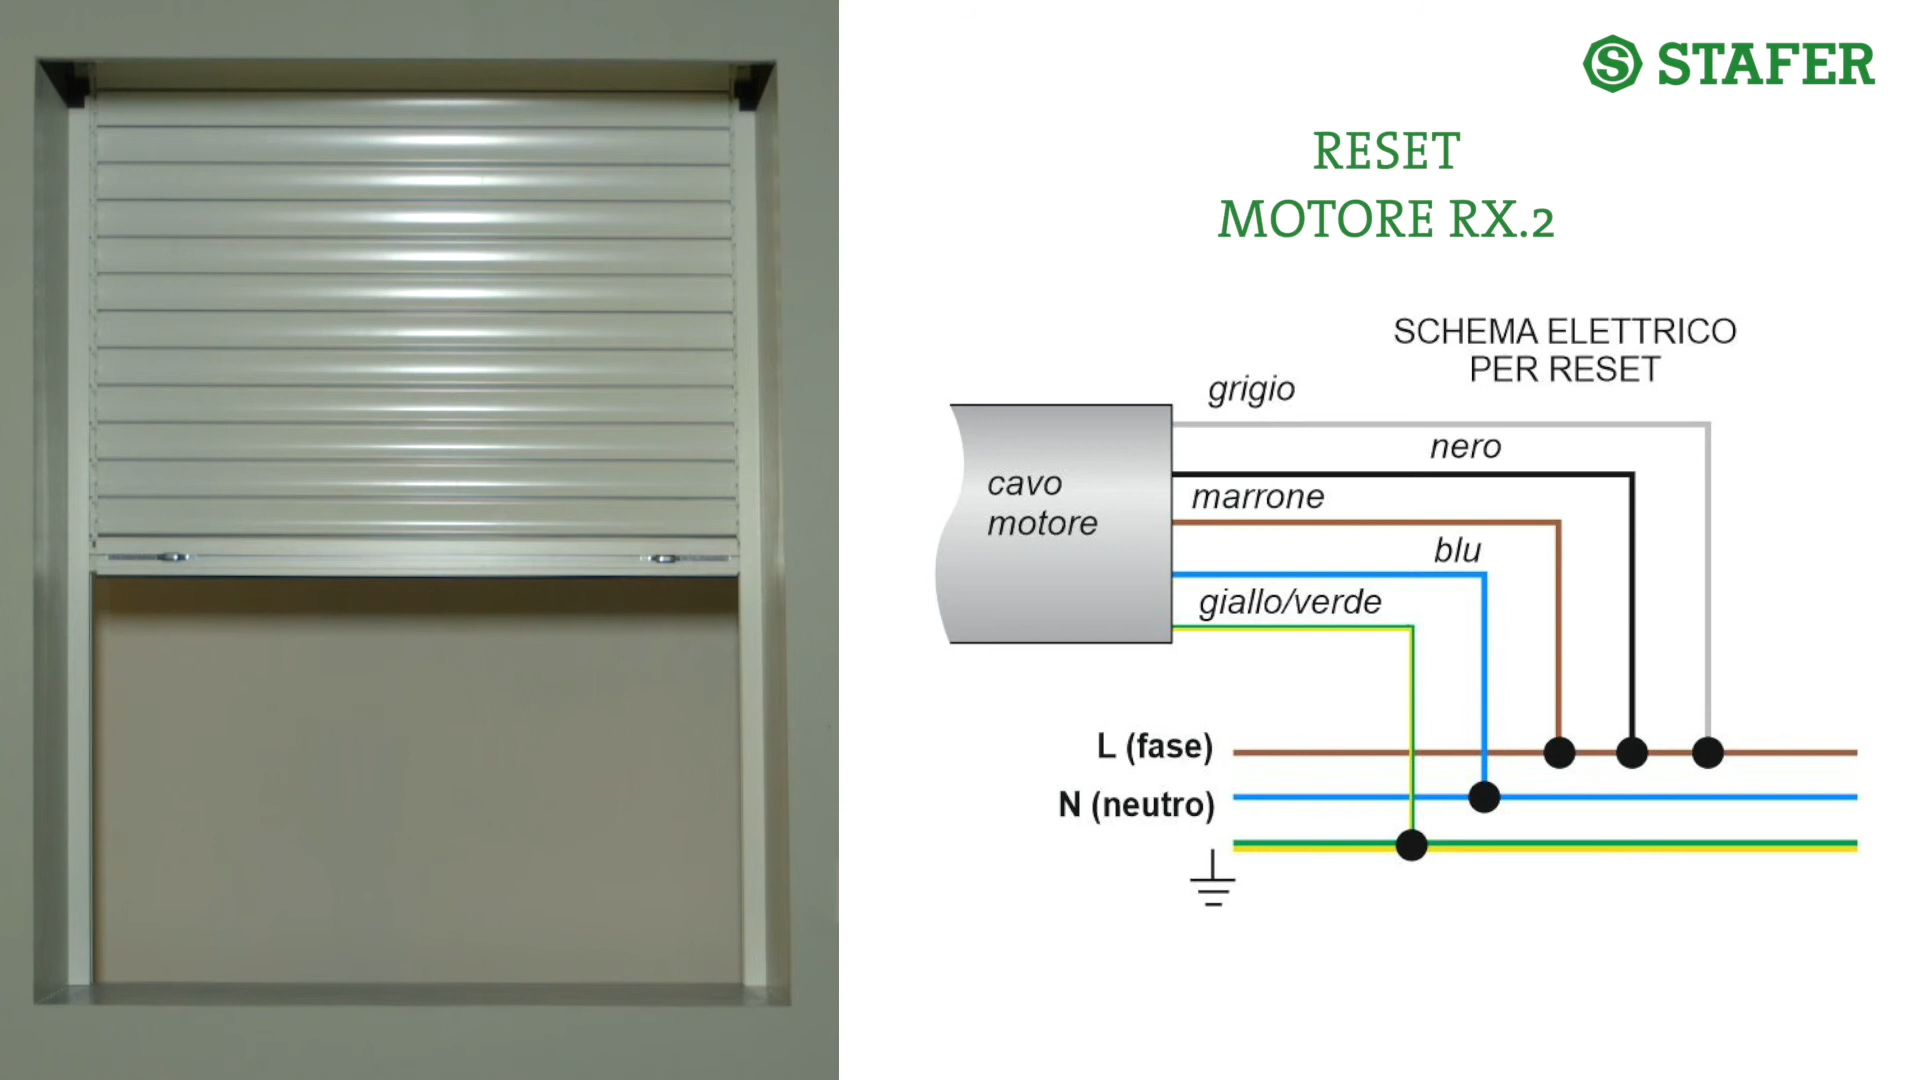 STAFER
RESET
MOTORE RX.2
SCHEMA ELETTRICO
PER RESET
grigio
nero
cavo
motore
marrone
blu
giallo/verde
L (fase)
N (neutro)